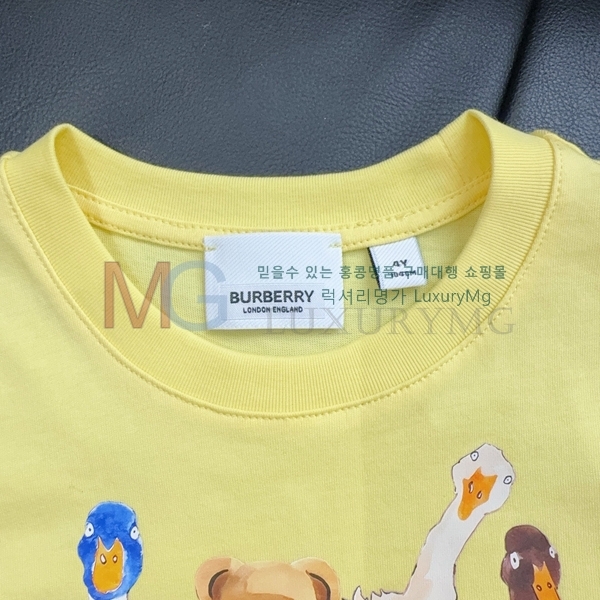 BURBERRY
LONDON ENGLAND
4Y
믿을수 있는 홍콩명품 구매대행 쇼핑몰
럭셔리명가 LuxuryMg
MG LUXURYMG